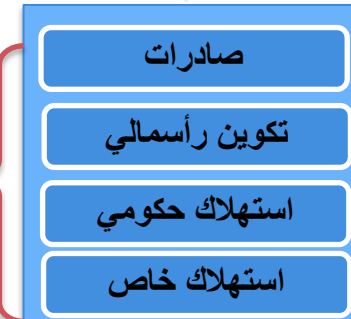 صادرات
تكوين رأسمالي
استهلاك حكومي
استهلاك خاص